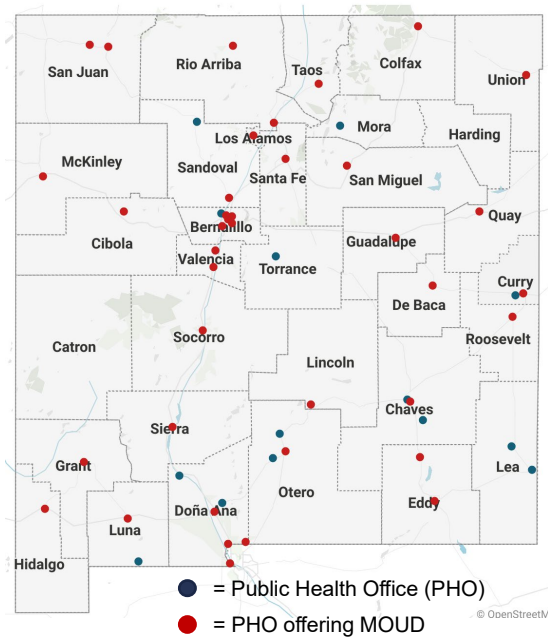 San Juan
Rio Arriba
Taos
Colfax
Union
Los Alamos
Mora
Harding
McKinley
Sandoval
Santa Fe
San Miguel
Quay
Cibola
Bernalillo
Guadalupe
Valencia
Torrance
Curry
De Baca
Catron
Socorro
Roosevelt
Lincoln
Chaves
Sierra
Grant
Lea
Otero
Doña Ana
Eddy
Luna
Hidalgo
= Public Health Office (PHO)
= PHO offering MOUD
© OpenStreetM